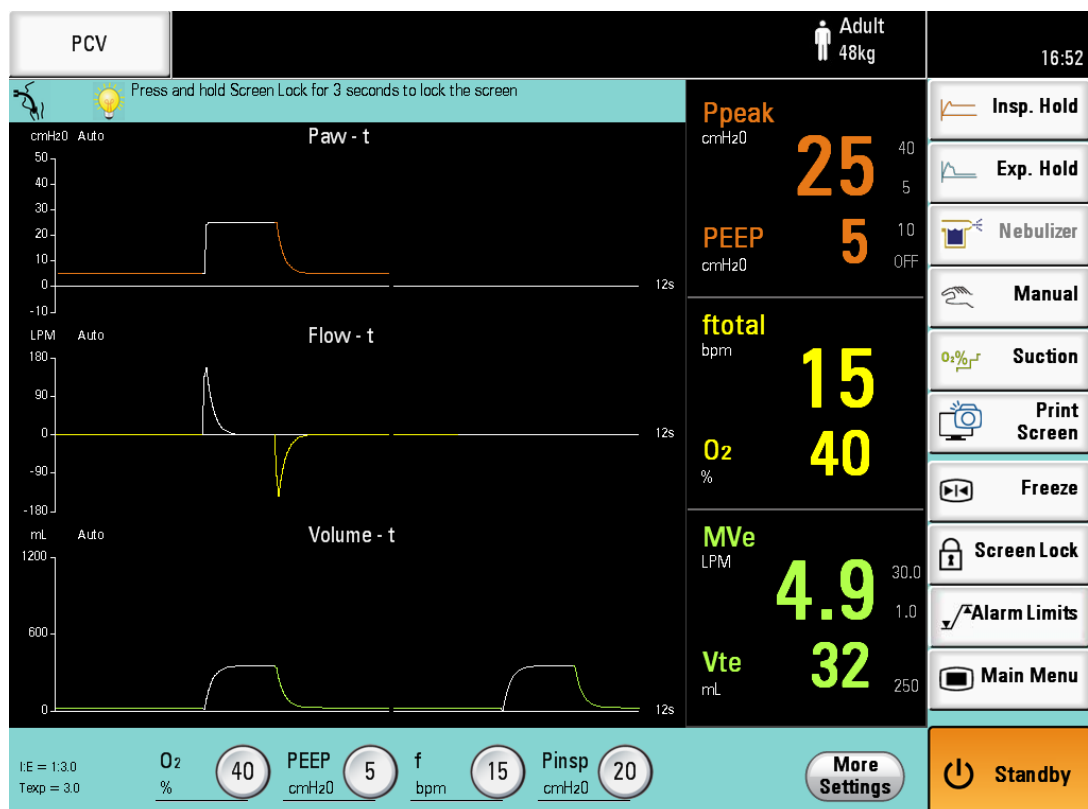 PCV
Adult
48kg
16:52
Press and hold Screen Lock for 3 seconds to lock the screen
cmH2O Auto
Paw - t
50
40
30
20
10
0
-10
12s
LPM Auto
Flow - t
180
90
0
-90
-180
12s
mL Auto
Volume - t
1200
600
0
12s
Ppeak
cmH2O
25
40
5
PEEP
cmH2O
5
10
OFF
ftotal
bpm
15
O2
%
40
MVe
LPM
4.9
30.0
1.0
Vte
mL
32
250
Insp. Hold
Exp. Hold
Nebulizer
Manual
O2% Suction
Print
Screen
Freeze
Screen Lock
Alarm Limits
Main Menu
I:E = 1:3.0
Texp = 3.0
O2
%
40
PEEP
cmH2O
5
f
bpm
15
Pinsp
cmH2O
20
More
Settings
Standby